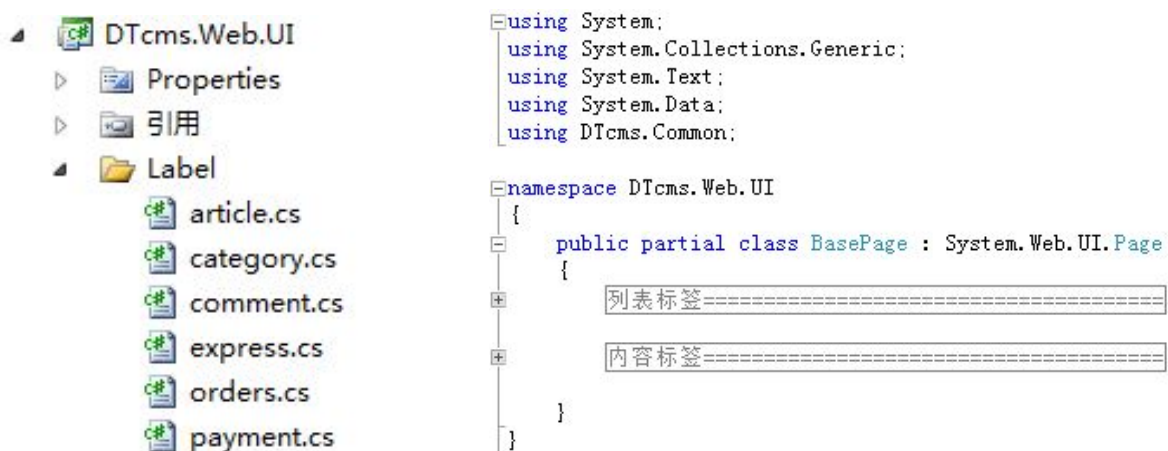 DTcms.Web.UI
Properties
引用
Label
article.cs
category.cs
comment.cs
express.cs
orders.cs
payment.cs
using System;
using System.Collections.Generic;
using System.Text;
using System.Data;
using DTcms.Common;
namespace DTcms.Web.UI
{
public partial class BasePage : System.Web.UI.Page
{
列表标签======================================
内容标签======================================
}
}